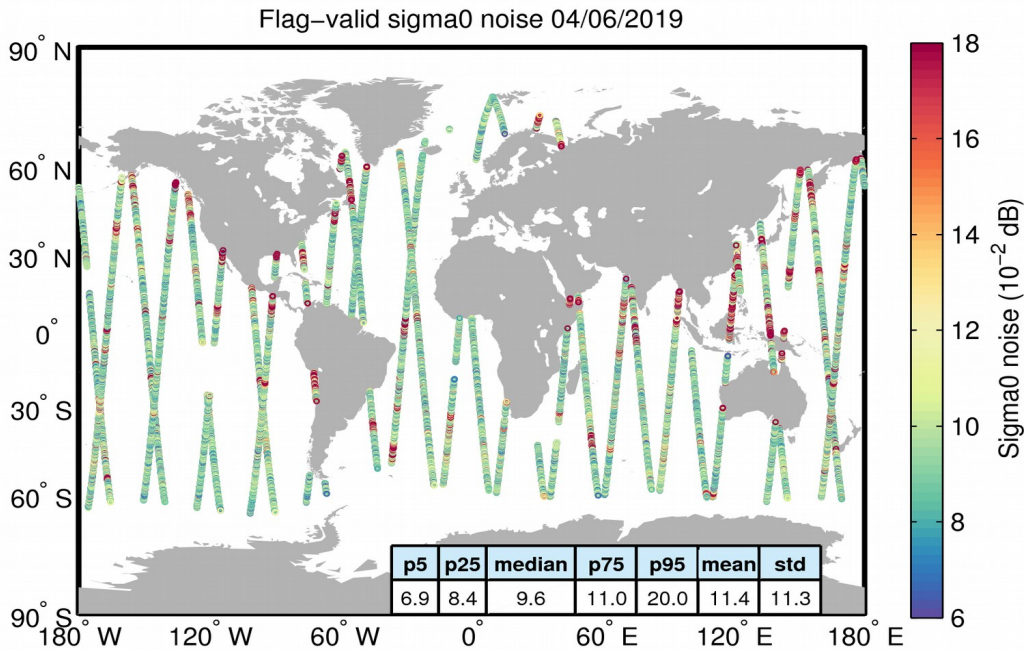 Flag−valid sigma0 noise 04/06/2019
90° N
60° N
30° N
0°
30° S
60° S
90° S
180° W 120° W 60° W 0° 60° E 120° E 180° E
p5 p25 median p75 p95 mean std
6.9 8.4 9.6 11.0 20.0 11.4 11.3
18
16
14
12
10
8
6
Sigma0 noise (10⁻² dB)